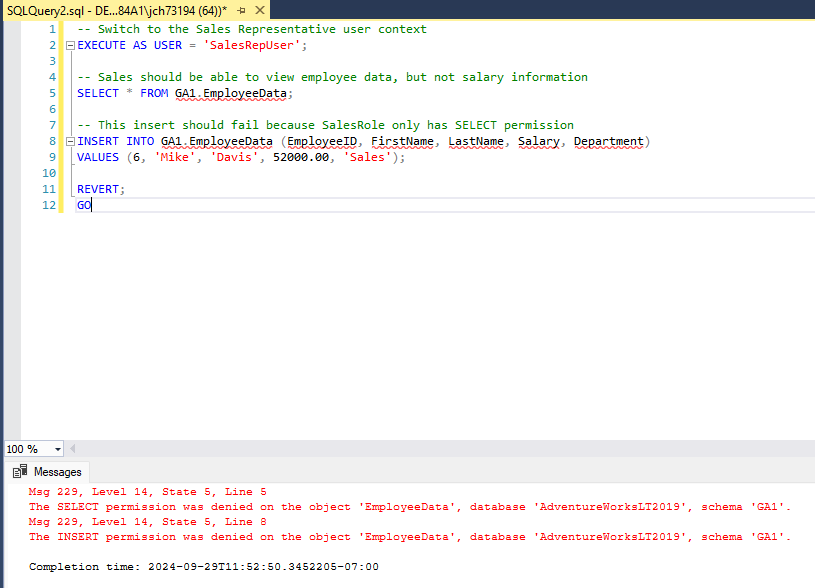 SQLQuery2.sql - DE...84A1\jch73194 (64))*
1 -- Switch to the Sales Representative user context
2 EXECUTE AS USER = 'SalesRepUser';
3
4 -- Sales should be able to view employee data, but not salary information
5 SELECT * FROM GA1.EmployeeData;
6
7 -- This insert should fail because SalesRole only has SELECT permission
8 INSERT INTO GA1.EmployeeData (EmployeeID, FirstName, LastName, Salary, Department)
9 VALUES (6, 'Mike', 'Davis', 52000.00, 'Sales');
10
11 REVERT;
12 GO
100 %
Messages
Msg 229, Level 14, State 5, Line 5
The SELECT permission was denied on the object 'EmployeeData', database 'AdventureWorksLT2019', schema 'GA1'.
Msg 229, Level 14, State 5, Line 8
The INSERT permission was denied on the object 'EmployeeData', database 'AdventureWorksLT2019', schema 'GA1'.
Completion time: 2024-09-29T11:52:50.3452205-07:00